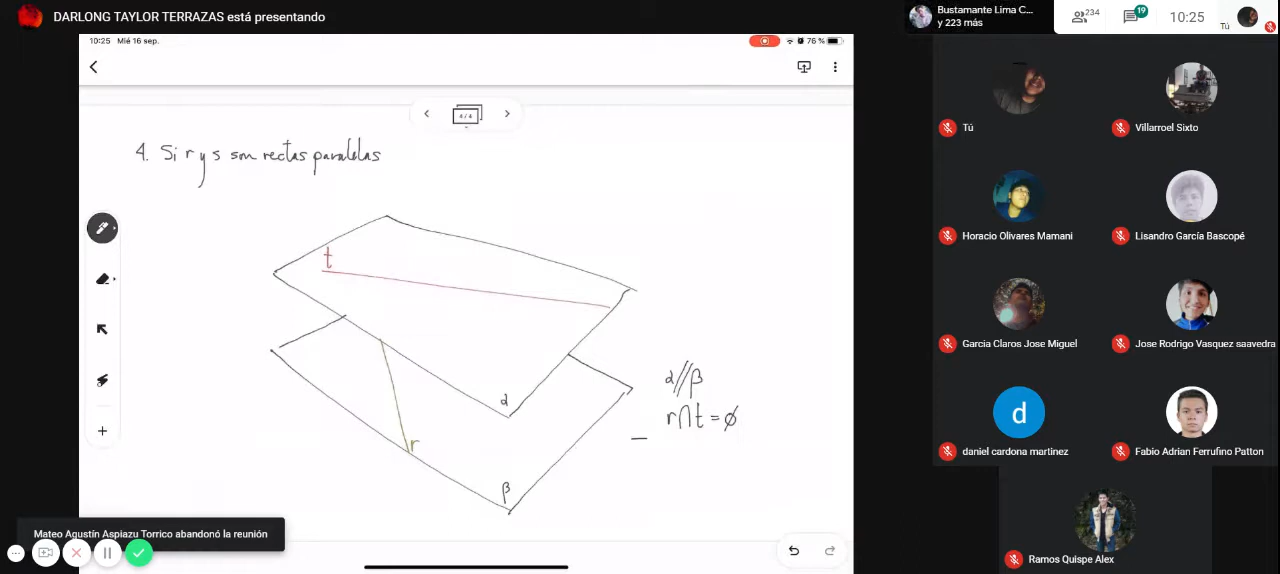 DARLONG TAYLOR TERRAZAS está presentando
Bustamante Lima C...
y 223 más
234
19
10:25
Tú
10:25 Mié 16 sep.
76 %
4/4
4. Si r y s son rectas paralelas
t
α
α//β
r∩t = ∅
r
β
Tú
Villarroel Sixto
Horacio Olivares Mamani
Lisandro García Bascopé
Garcia Claros Jose Miguel
Jose Rodrigo Vasquez saavedra
d
daniel cardona martinez
Fabio Adrian Ferrufino Patton
Ramos Quispe Alex
Mateo Agustín Aspiazu Torrico abandonó la reunión